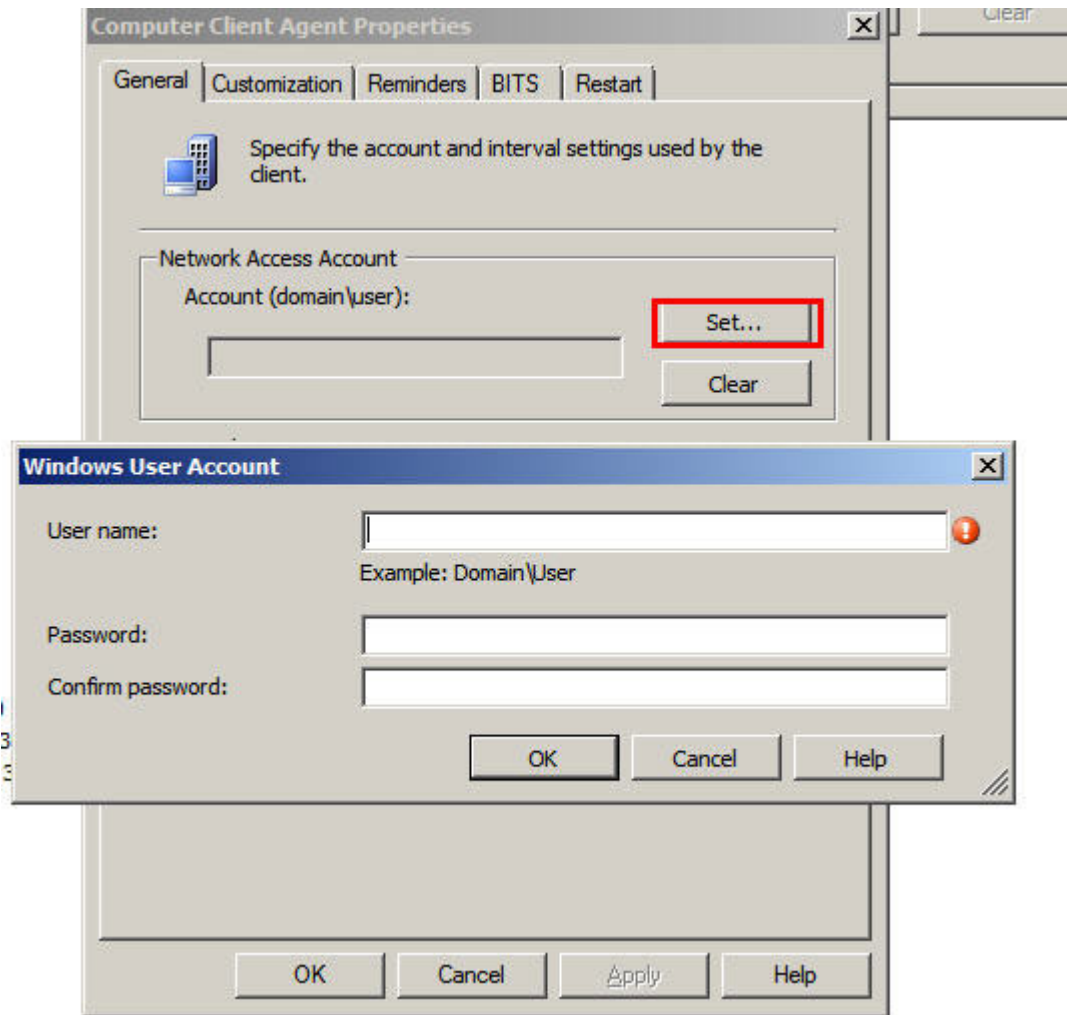 Computer Client Agent Properties
Clear
General Customization Reminders BITS Restart
Specify the account and interval settings used by the
client.
Network Access Account
Account (domain\user):
Set...
Clear
Windows User Account
User name:
Example: Domain\User
Password:
Confirm password:
OK Cancel Help
3
3
OK Cancel Apply Help